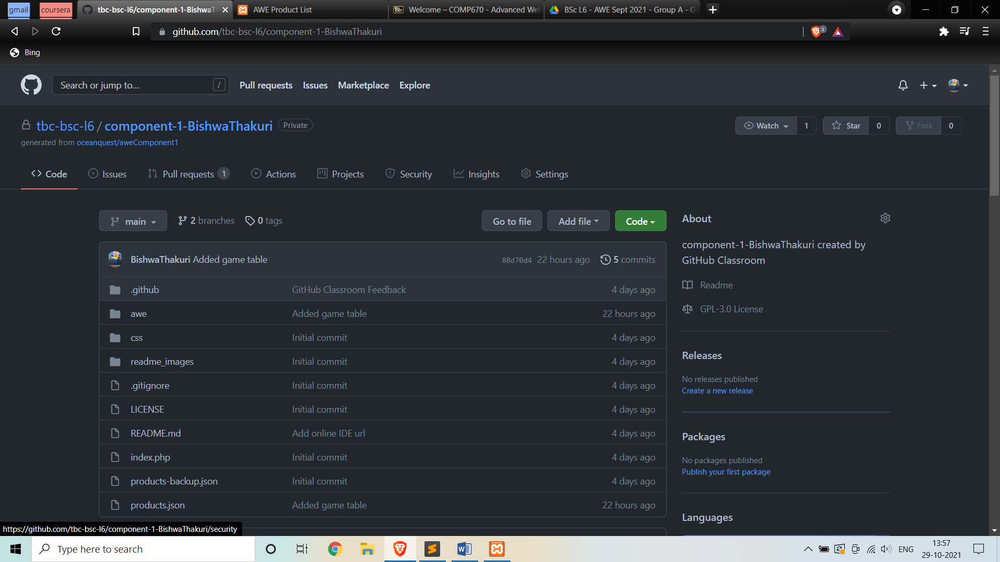 gmail coursera tbc-bsc-l6/component-1-BishwaT AWE Product List Welcome – COMP670 - Advanced We BSc L6 - AWE Sept 2021 - Group A - G
github.com/tbc-bsc-l6/component-1-BishwaThakuri 3
Bing
Search or jump to... / Pull requests Issues Marketplace Explore
tbc-bsc-l6 / component-1-BishwaThakuri Private Watch 1 Star 0 Fork 0
generated from oceanquest/aweComponent1
Code Issues Pull requests 1 Actions Projects Security Insights Settings
main 2 branches 0 tags Go to file Add file Code
BishwaThakuri Added game table 88d70d4 22 hours ago 5 commits
.github GitHub Classroom Feedback 4 days ago
awe Added game table 22 hours ago
css Initial commit 4 days ago
readme_images Initial commit 4 days ago
.gitignore Initial commit 4 days ago
LICENSE Initial commit 4 days ago
README.md Add online IDE url 4 days ago
index.php Initial commit 4 days ago
products-backup.json Initial commit 4 days ago
products.json Added game table 22 hours ago
About
component-1-BishwaThakuri created by
GitHub Classroom
Readme
GPL-3.0 License
Releases
No releases published
Create a new release
Packages
No packages published
Publish your first package
Languages
https://github.com/tbc-bsc-l6/component-1-BishwaThakuri/security
Type here to search ENG 13:57
29-10-2021